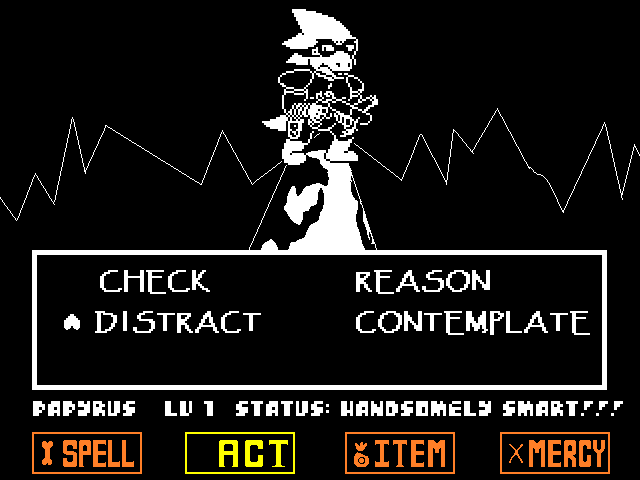 CHECK REASON
DISTRACT CONTEMPLATE
PAPYRUS LV 1 STATUS: HANDSOMELY SMART!!!
SPELL ACT ITEM MERCY